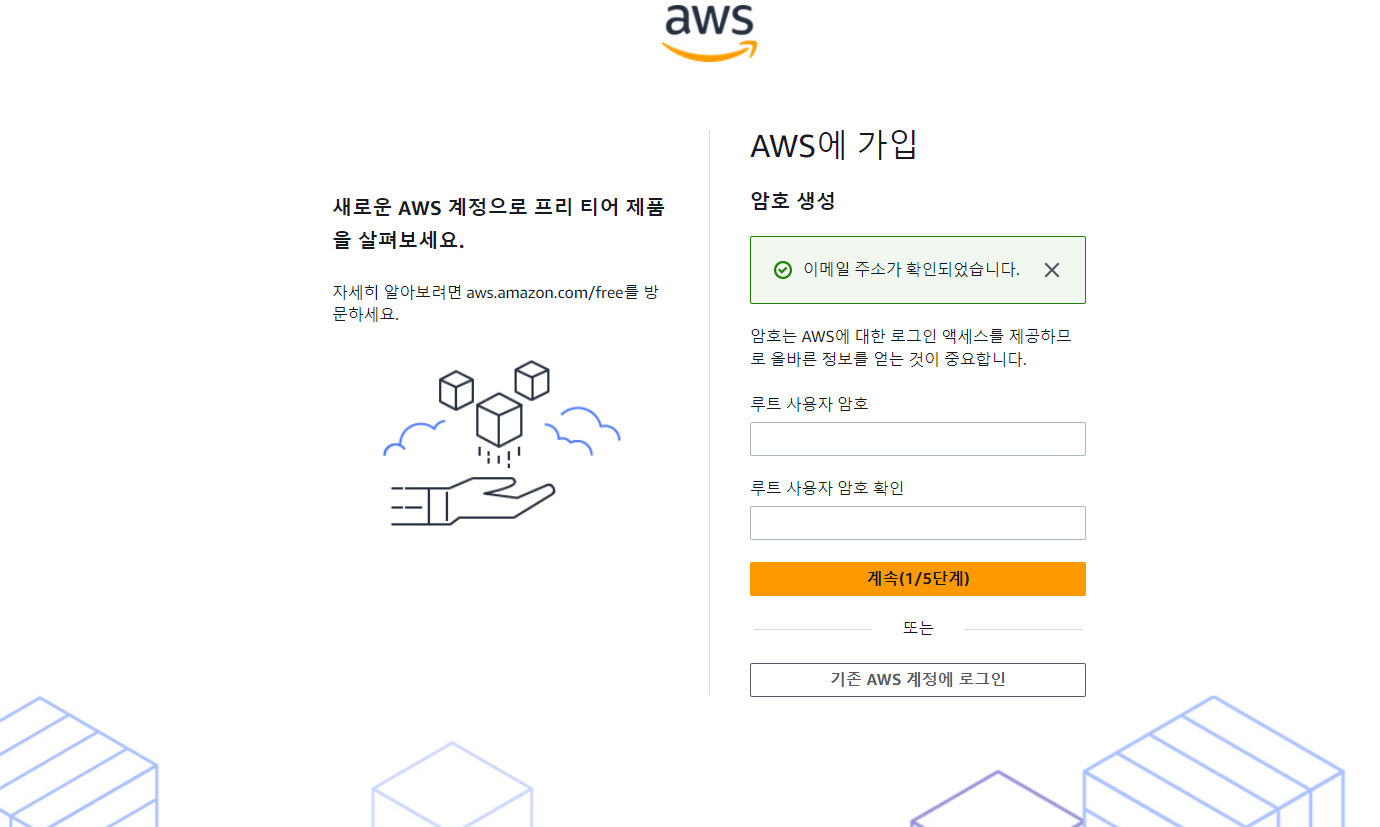 aws
새로운 AWS 계정으로 프리 티어 제품
을 살펴보세요.
자세히 알아보려면 aws.amazon.com/free를 방
문하세요.
AWS에 가입
암호 생성
이메일 주소가 확인되었습니다.
암호는 AWS에 대한 로그인 액세스를 제공하므
로 올바른 정보를 얻는 것이 중요합니다.
루트 사용자 암호
루트 사용자 암호 확인
계속(1/5단계)
또는
기존 AWS 계정에 로그인